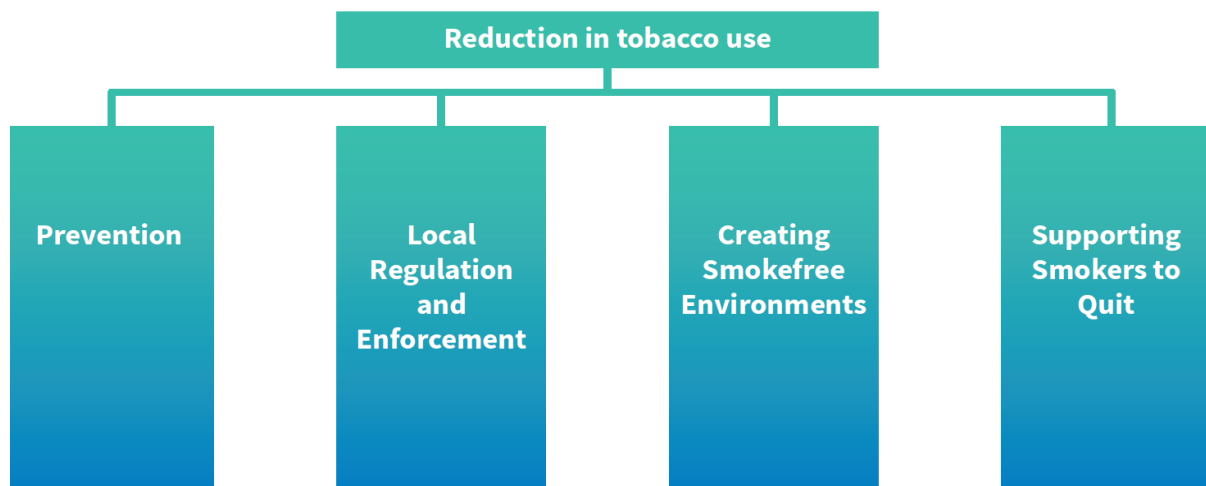 Reduction in tobacco use
Prevention
Local
Regulation
and
Enforcement
Creating
Smokefree
Environments
Supporting
Smokers to
Quit